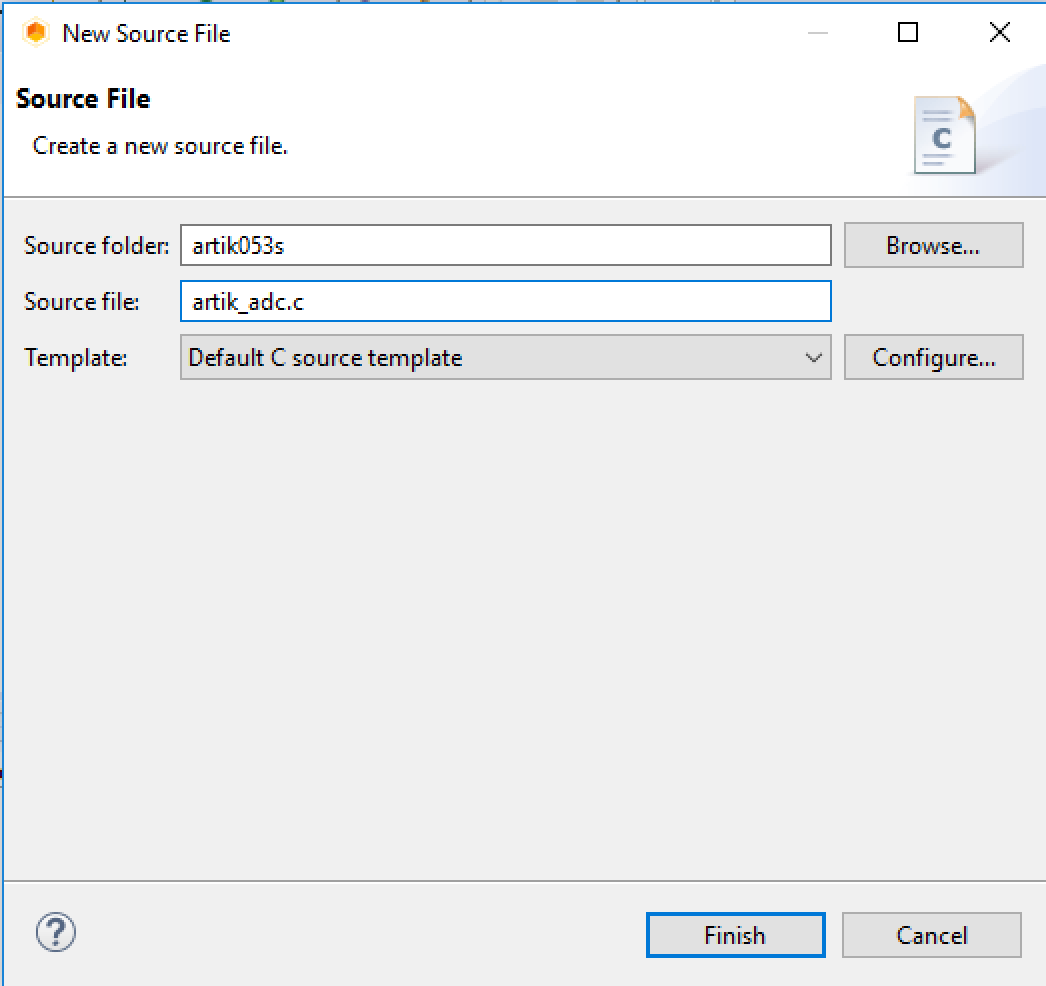 New Source File
Source File
Create a new source file.
C
Source folder: artik053s Browse...
Source file: artik_adc.c
Template: Default C source template Configure...
?
Finish Cancel